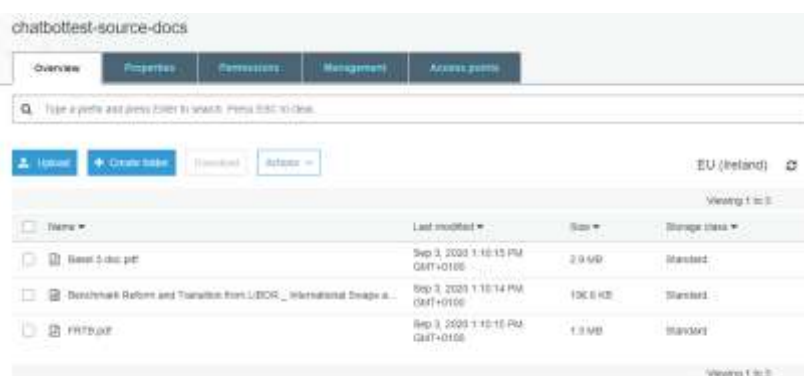 chatbottest-source-docs
Overview Properties Permissions Management Access points
Type a prefix and press Enter to search. Press ESC to clear.
Upload Create folder Download Actions
EU (Ireland)
Viewing 1 to 3
Name Last modified Size Storage class
Basel 3 doc.pdf Sep 3, 2020 1:10:15 PM GMT+0100 2.9 MB Standard
Benchmark Reform and Transition from LIBOR _ International Swaps a... Sep 3, 2020 1:10:14 PM GMT+0100 KB Standard
FRTB.pdf Sep 3, 2020 1:10:15 PM GMT+0100 1.3 MB Standard
Viewing 1 to 3